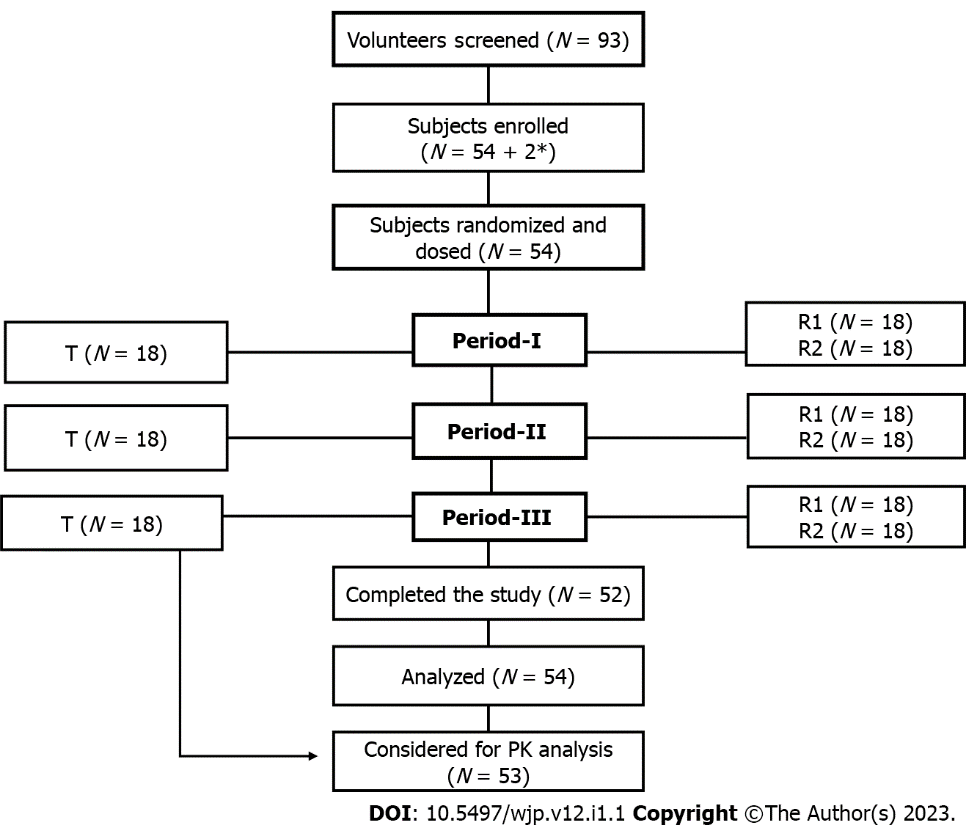 Volunteers screened (N = 93)
Subjects enrolled
(N = 54 + 2*)
Subjects randomized and
dosed (N = 54)
Period-I
T (N = 18)
R1 (N = 18)
R2 (N = 18)
Period-II
T (N = 18)
R1 (N = 18)
R2 (N = 18)
Period-III
T (N = 18)
R1 (N = 18)
R2 (N = 18)
Completed the study (N = 52)
Analyzed (N = 54)
Considered for PK analysis
(N = 53)
DOI: 10.5497/wjp.v12.i1.1 Copyright ©The Author(s) 2023.